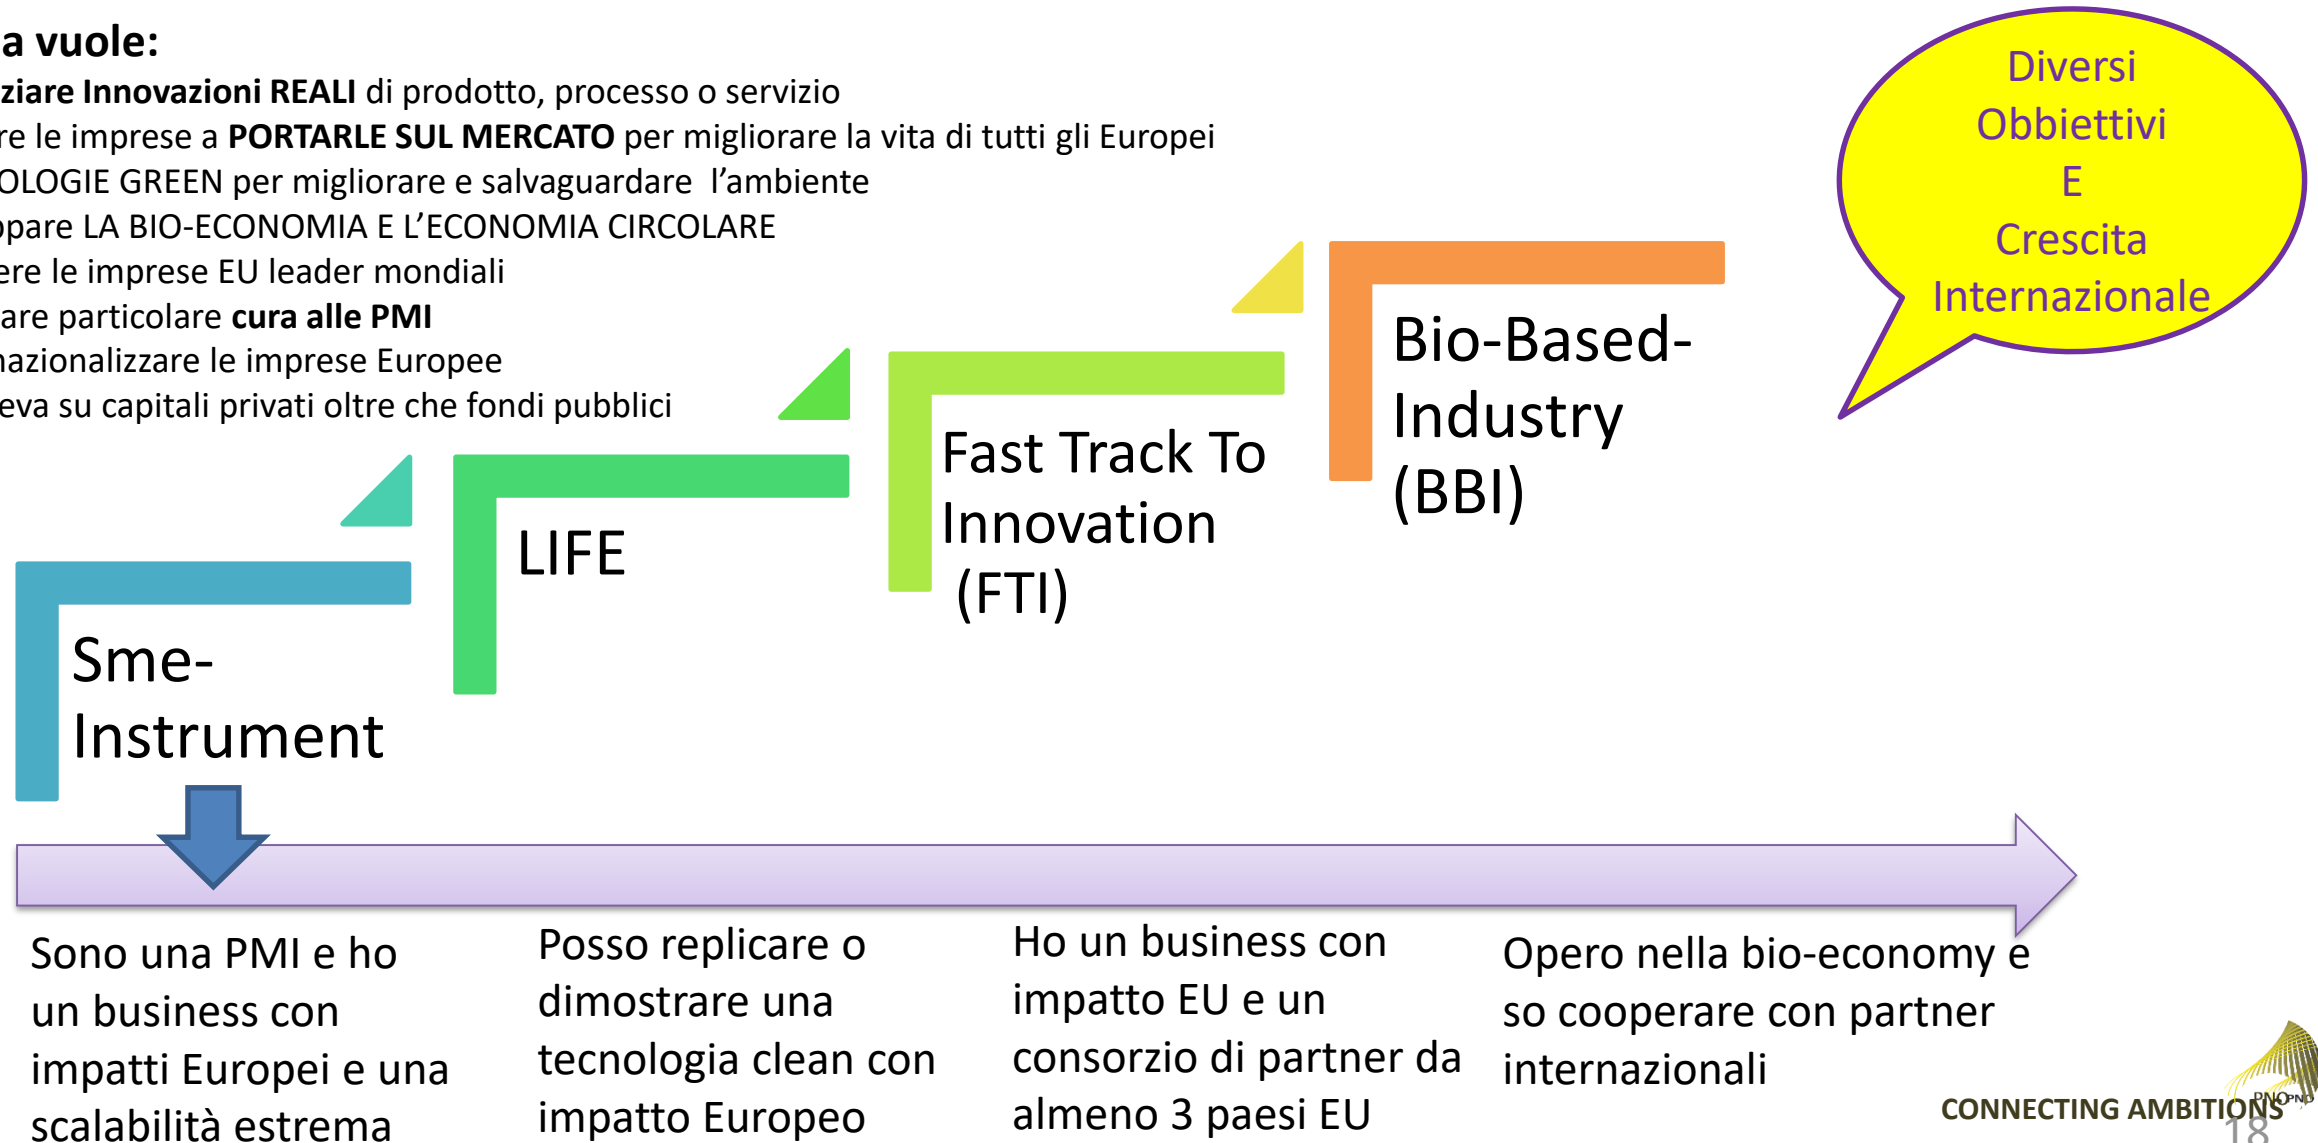 a vuole:
ziare Innovazioni REALI di prodotto, processo o servizio
re le imprese a PORTARLE SUL MERCATO per migliorare la vita di tutti gli Europei
OLOGIE GREEN per migliorare e salvaguardare l'ambiente
ppare LA BIO-ECONOMIA E L'ECONOMIA CIRCOLARE
ere le imprese EU leader mondiali
are particolare cura alle PMI
nazionalizzare le imprese Europee
eva su capitali privati oltre che fondi pubblici
Diversi
Obbiettivi
E
Crescita
Internazionale
Sme-
Instrument
LIFE
Fast Track To
Innovation
(FTI)
Bio-Based-
Industry
(BBI)
Sono una PMI e ho
un business con
impatti Europei e una
scalabilità estrema
Posso replicare o
dimostrare una
tecnologia clean con
impatto Europeo
Ho un business con
impatto EU e un
consorzio di partner da
almeno 3 paesi EU
Opero nella bio-economy e
so cooperare con partner
internazionali
CONNECTING AMBITIONS
PNO
18